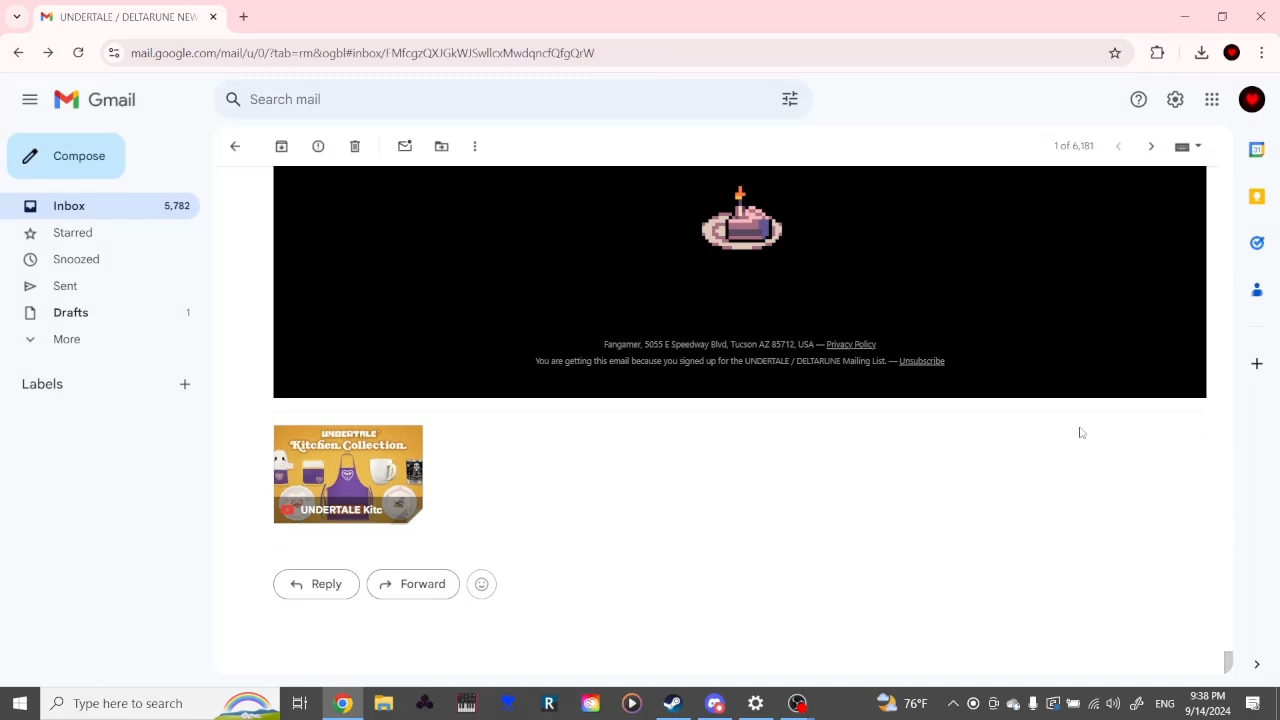 UNDERTALE / DELTARUNE NEW
mail.google.com/mail/u/0/?tab=rm&ogbl#inbox/
Gmail
Search mail
Compose
1 of 6,181
Inbox 5,782
Starred
Snoozed
Sent
Drafts 1
More
Labels
Fangamer, 5055 E Speedway Blvd, Tucson AZ 85712, USA — Privacy Policy
You are getting this email because you signed up for the UNDERTALE / DELTARUNE Mailing List. — Unsubscribe
UNDERTALE
Kitchen Collection.
UNDERTALE Kitc
Reply
Forward
Type here to search
76°F
ENG
9:38 PM
9/14/2024